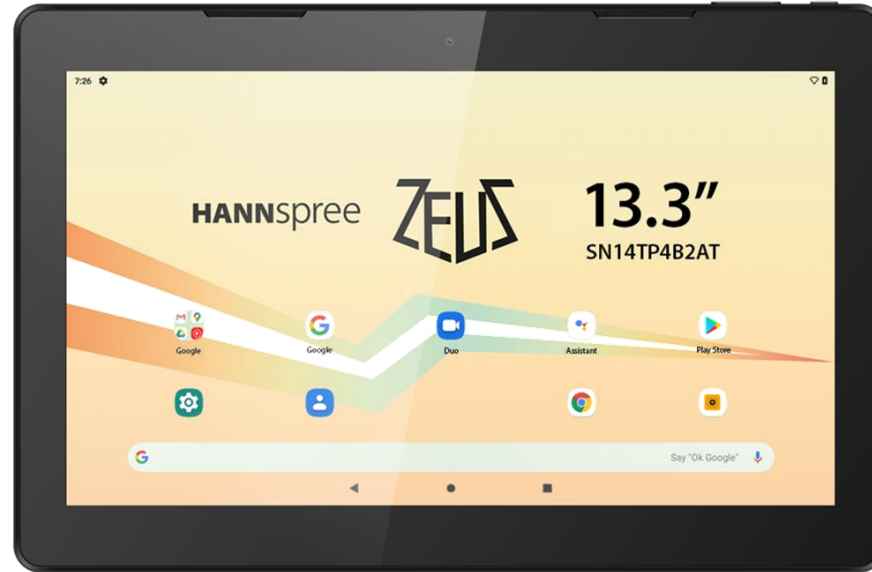 7:26
HANNspree ZEUS 13.3”
SN14TP4B2AT
Google Google Duo Assistant Play Store
Say "Ok Google"